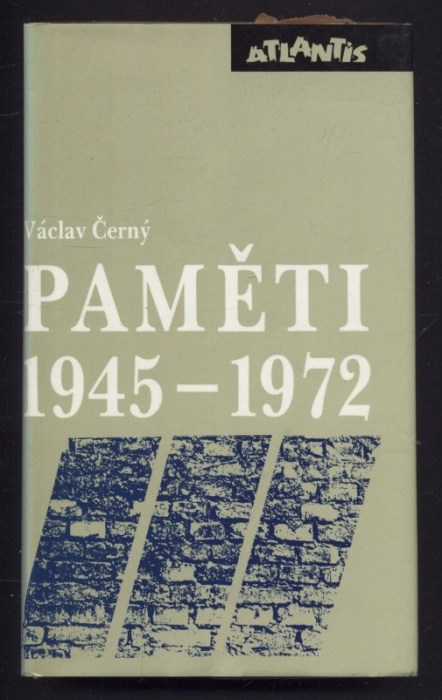 ATLANTIS
Václav Černý
PAMĚTI
1945 – 1972